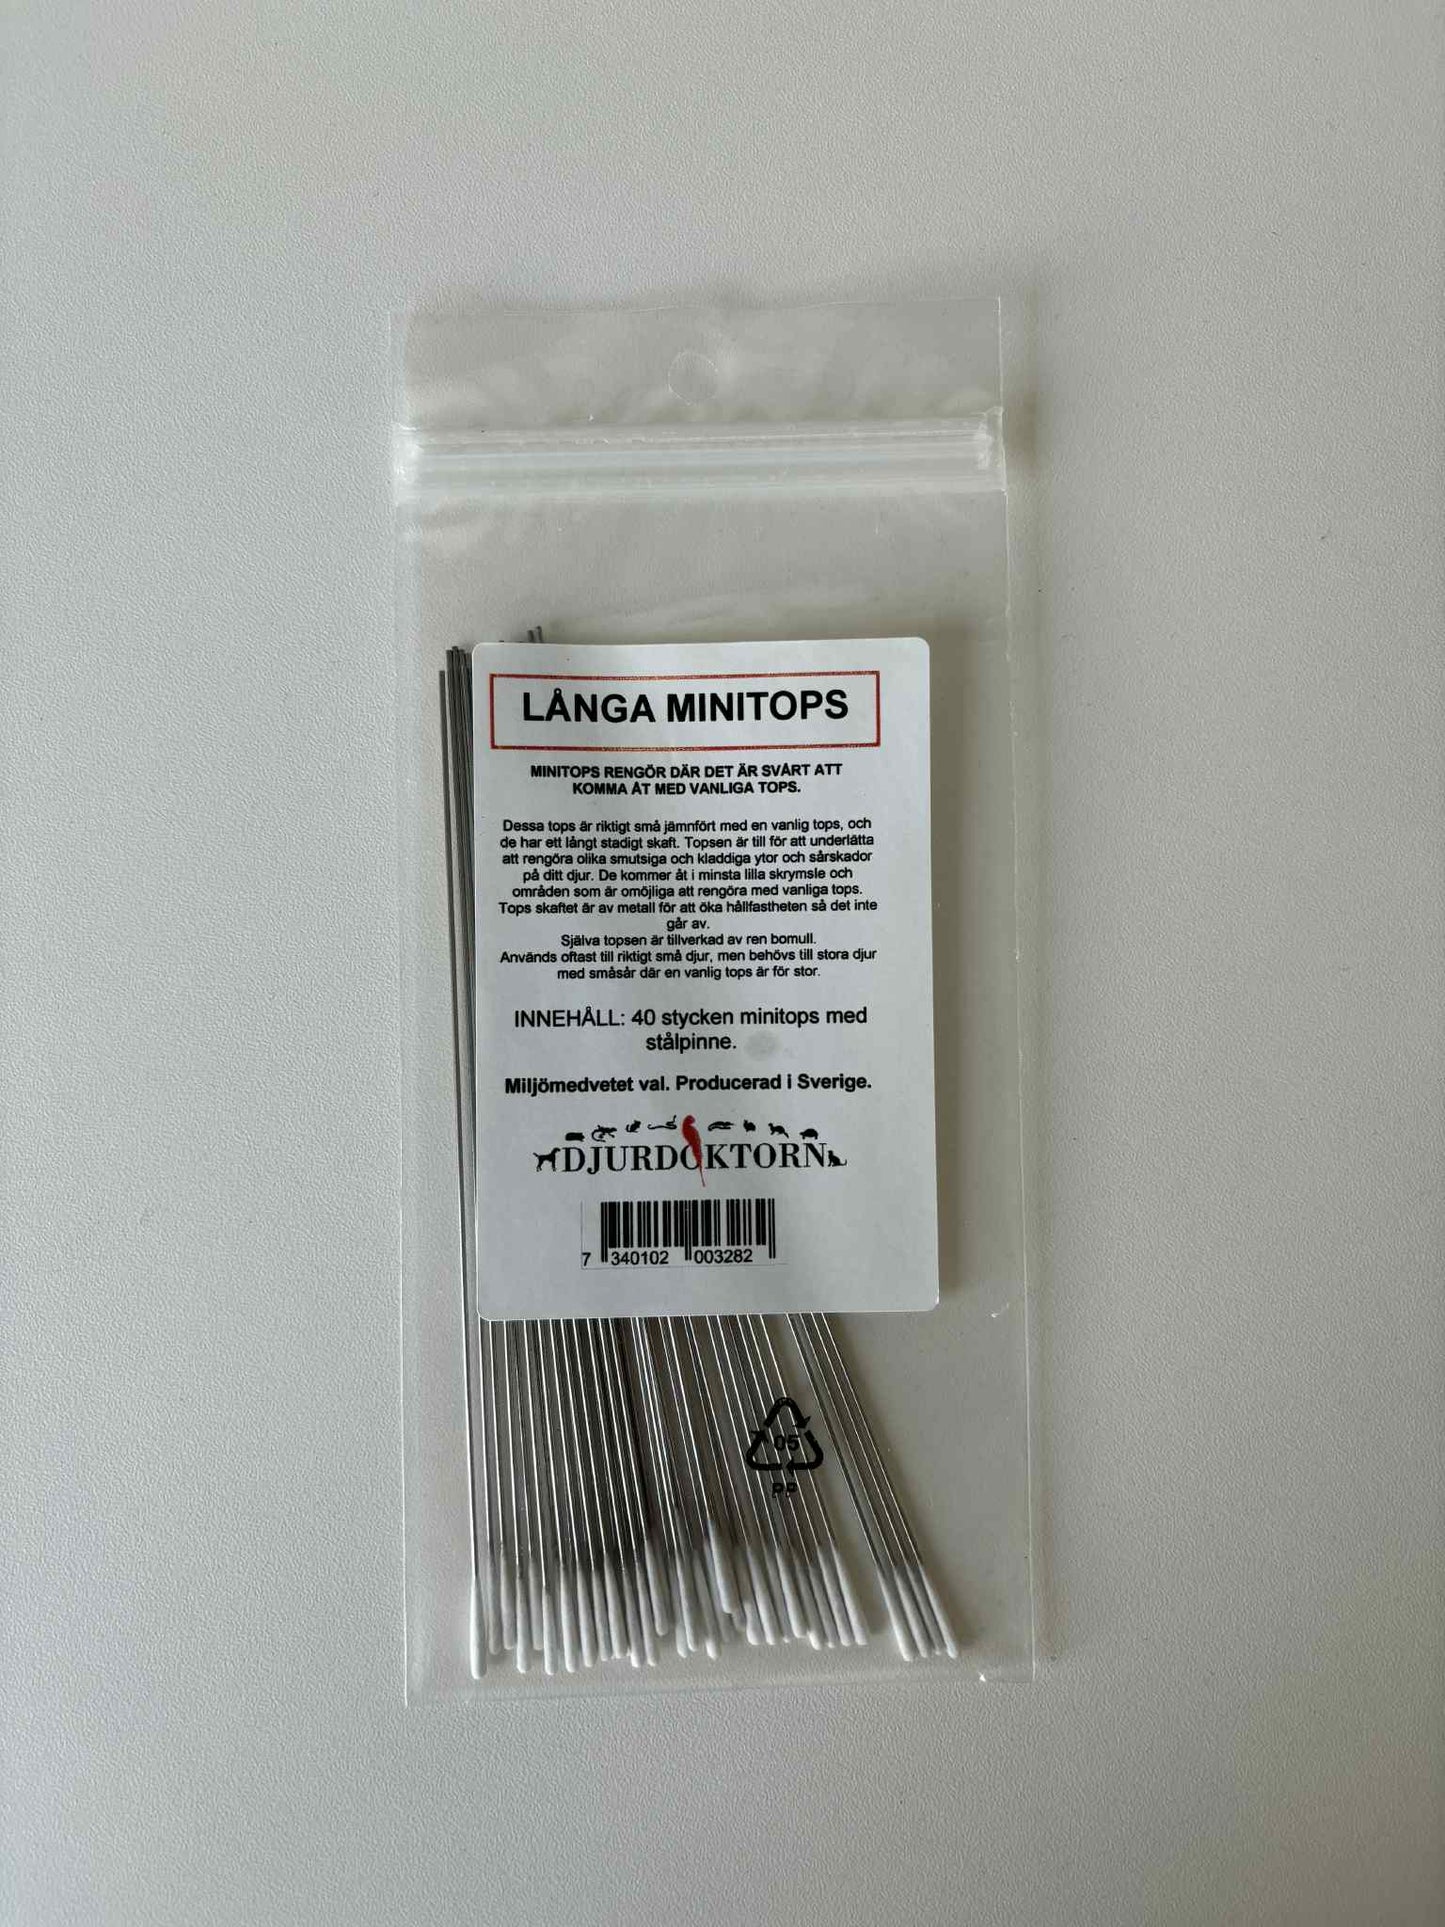 LÅNGA MINITOPS
MINITOPS RENGÖR DÄR DET ÄR SVÅRT ATT
KOMMA ÅT MED VANLIGA TOPS.
Dessa tops är riktigt små jämnfört med en vanlig tops, och
de har ett långt stadigt skaft. Topsen är till för att underlätta
att rengöra olika smutsiga och kladdiga ytor och sårskador
på ditt djur. De kommer åt i minsta lilla skrymsle och
områden som är omöjliga att rengöra med vanliga tops.
Tops skaftet är av metall för att öka hållfastheten så det inte
går av.
Själva topsen är tillverkad av ren bomull.
Används oftast till riktigt små djur, men behövs till stora djur
med småsår där en vanlig tops är för stor.
INNEHÅLL: 40 stycken minitops med
stålpinne.
Miljömedvetet val. Producerad i Sverige.
DJURDOKTORN
7 340102 003282
05
PP